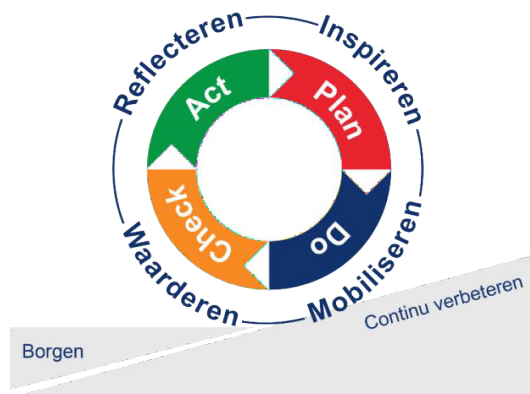 Reflecteren
Inspireren
Act
Plan
Check
Do
Waarderen
Mobiliseren
Continu verbeteren
Borgen